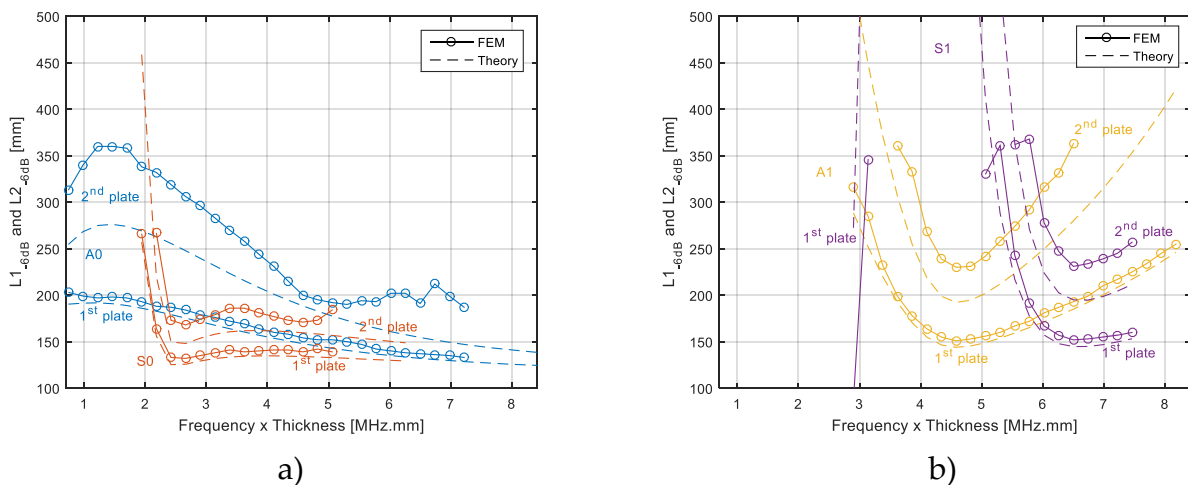 500
450
400
350
300
250
200
150
100
L1-6dB and L2-6dB [mm]
FEM
Theory
2nd plate
A0
1st plate
S0
2nd plate
1st plate
1 2 3 4 5 6 7 8
Frequency x Thickness [MHz.mm]
a)
500
450
400
350
300
250
200
150
100
L1-6dB and L2-6dB [mm]
S1
FEM
Theory
2nd plate
A1
1st plate
2nd plate
1st plate
1st plate
1 2 3 4 5 6 7 8
Frequency x Thickness [MHz.mm]
b)